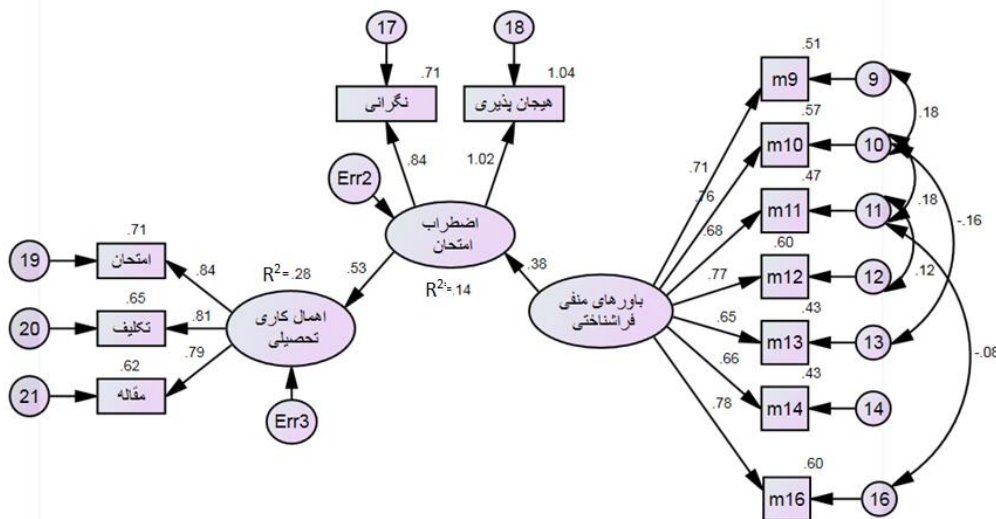 17
18
.51
.71
1.04
m9
9
نگرانی
هیجان پذیری
.57
.18
m10
10
.71
.84
1.02
.47
Err2
.76
m11
11
.18
-.16
.68
.60
اضطراب
امتحان
.71
.77
m12
12
.12
19
امتحان
.84
R²=.28
.53
R²=.14
.38
.43
.65
باورهای منفی
فراشناختی
.65
m13
13
20
تکلیف
.81
اهمال کاری
تحصیلی
-.08
.79
.66
.43
.62
21
مقاله
.78
m14
14
Err3
.60
m16
16